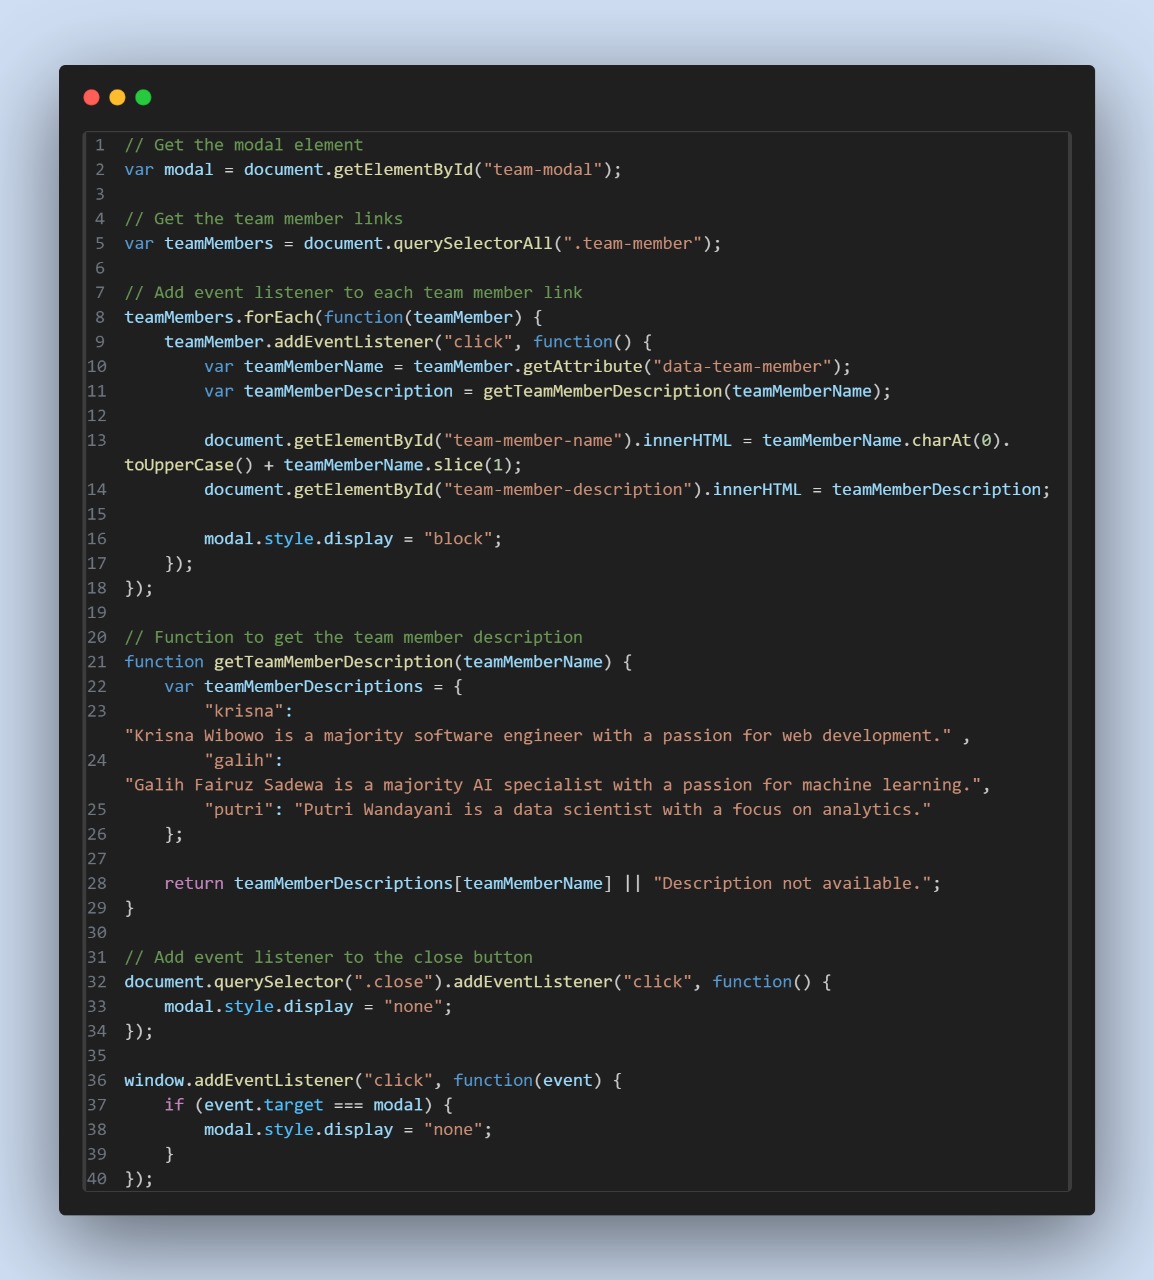 1 // Get the modal element
2 var modal = document.getElementById("team-modal");
3
4 // Get the team member links
5 var teamMembers = document.querySelectorAll(".team-member");
6
7 // Add event listener to each team member link
8 teamMembers.forEach(function(teamMember) {
9     teamMember.addEventListener("click", function() {
10         var teamMemberName = teamMember.getAttribute("data-team-member");
11         var teamMemberDescription = getTeamMemberDescription(teamMemberName);
12
13         document.getElementById("team-member-name").innerHTML = teamMemberName.charAt(0).
toUpperCase() + teamMemberName.slice(1);
14         document.getElementById("team-member-description").innerHTML = teamMemberDescription;
15
16         modal.style.display = "block";
17     });
18 });
19
20 // Function to get the team member description
21 function getTeamMemberDescription(teamMemberName) {
22     var teamMemberDescriptions = {
23         "krisna":
"Krisna Wibowo is a majority software engineer with a passion for web development." ,
24         "galih":
"Galih Fairuz Sadewa is a majority AI specialist with a passion for machine learning.",
25         "putri": "Putri Wandayani is a data scientist with a focus on analytics."
26     };
27
28     return teamMemberDescriptions[teamMemberName] || "Description not available.";
29 }
30
31 // Add event listener to the close button
32 document.querySelector(".close").addEventListener("click", function() {
33     modal.style.display = "none";
34 });
35
36 window.addEventListener("click", function(event) {
37     if (event.target === modal) {
38         modal.style.display = "none";
39     }
40 });